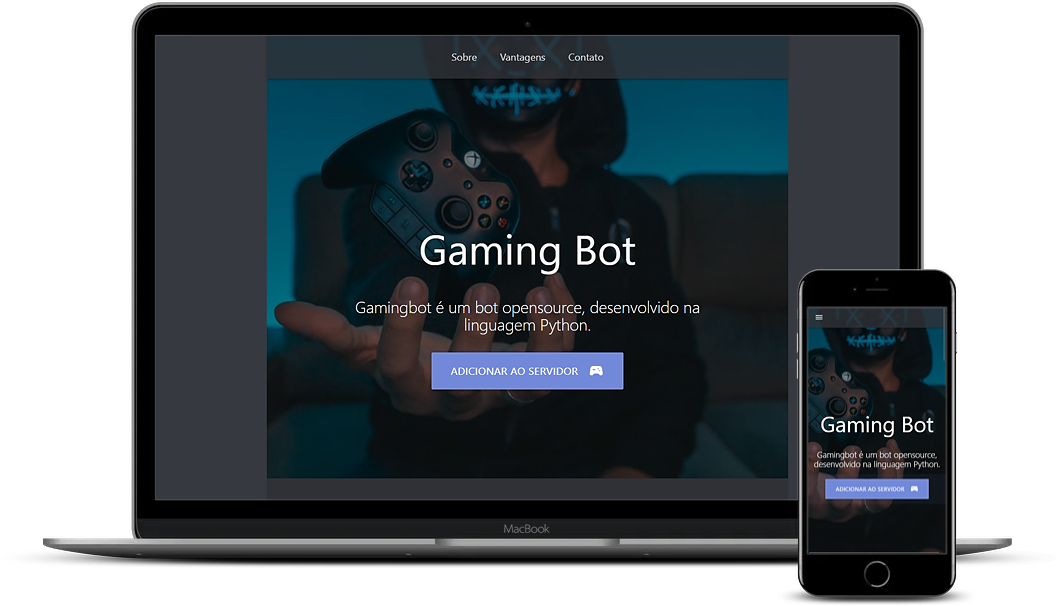 Sobre Vantagens Contato
Gaming Bot
Gamingbot é um bot opensource, desenvolvido na
linguagem Python.
ADICIONAR AO SERVIDOR
MacBook
Gaming Bot
Gamingbot é um bot opensource,
desenvolvido na linguagem Python.
ADICIONAR AO SERVIDOR